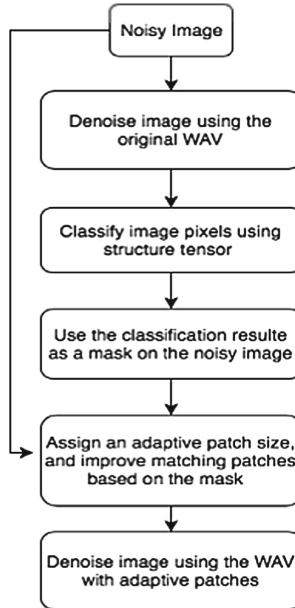 Noisy Image
Denoise image using the
original WAV
Classify image pixels using
structure tensor
Use the classification resulte
as a mask on the noisy image
Assign an adaptive patch size,
and improve matching patches
based on the mask
Denoise image using the WAV
with adaptive patches